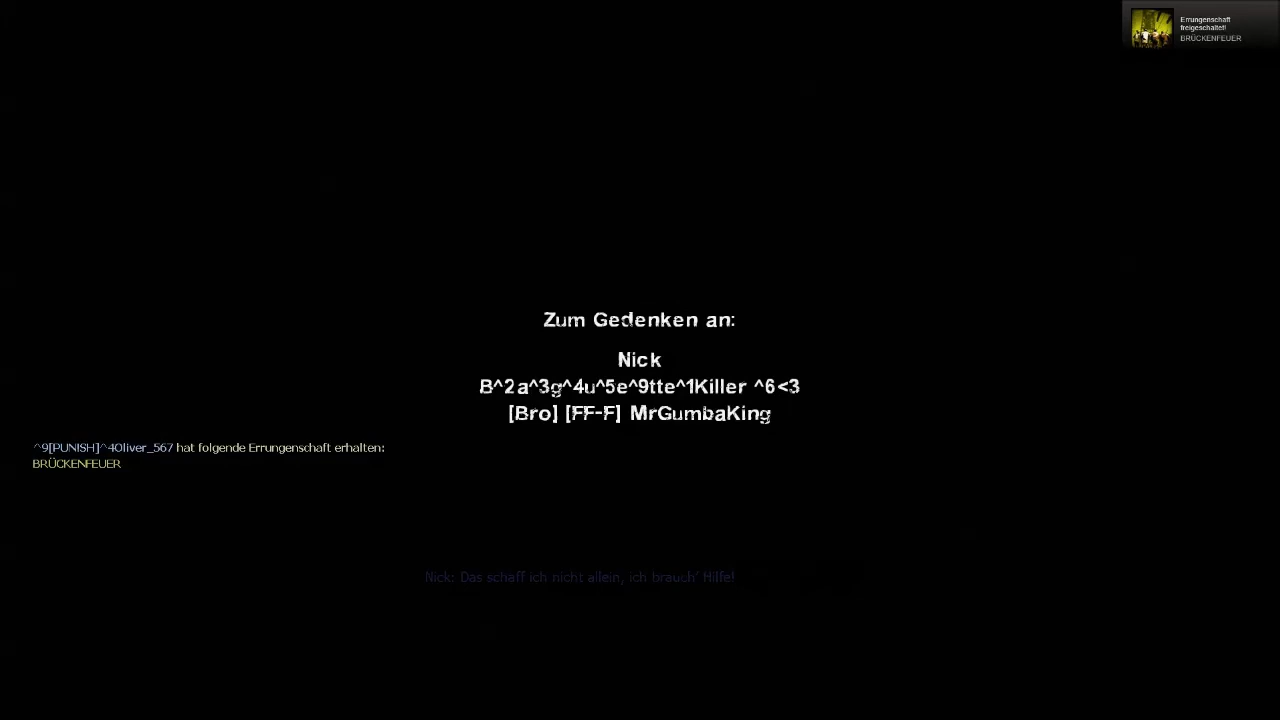 Errungenschaft
freigeschaltet!
BRÜCKENFEUER
Zum Gedenken an:
Nick
B^2a^3g^4u^5e^9tte^1Killer ^6<3
[Bro] [FF-F] MrGumbaKing
^9[PUNISH]^4Oliver_567 hat folgende Errungenschaft erhalten:
BRÜCKENFEUER
Nick: Das schaff ich nicht allein, ich brauch' Hilfe!